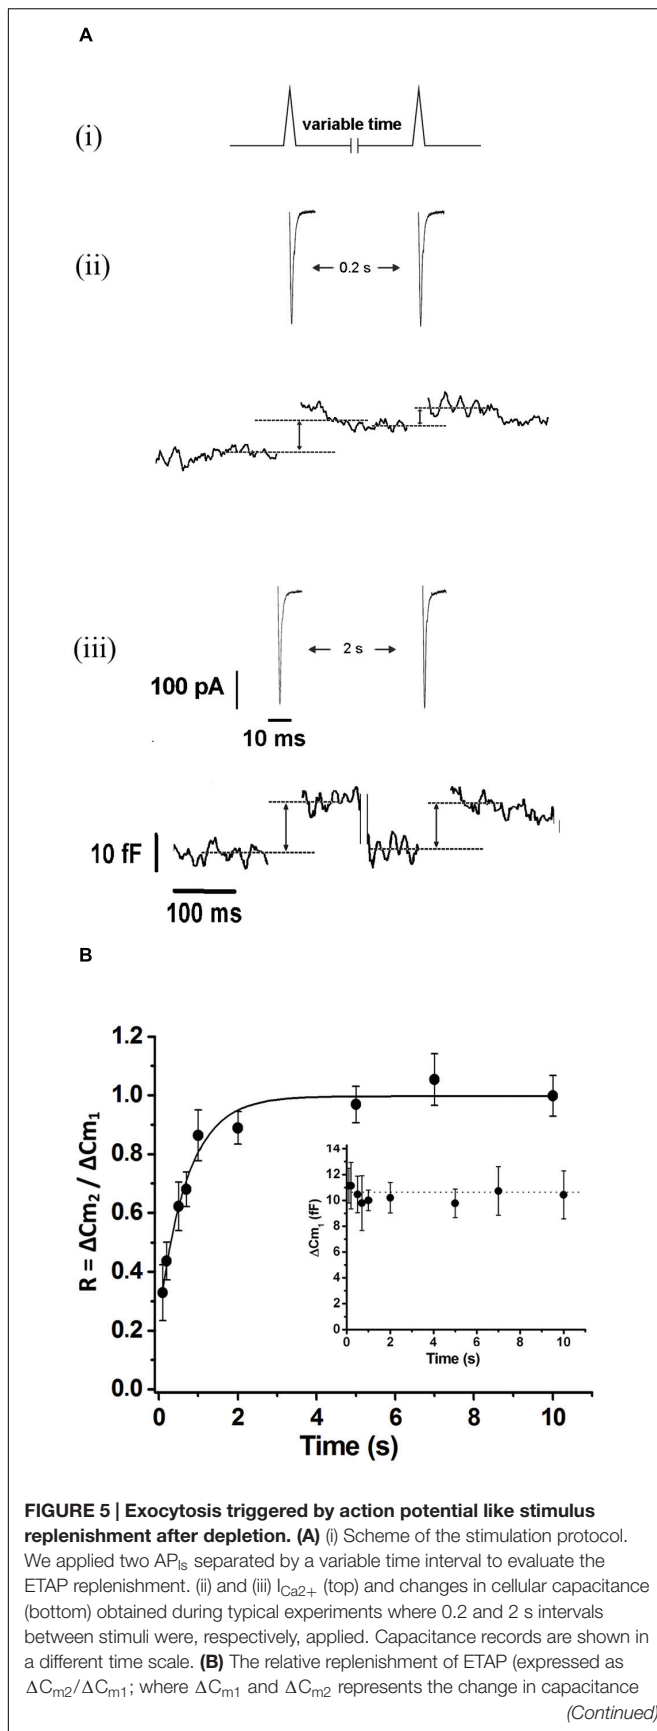 A
(i)
variable time
(ii)
0.2 s
(iii)
2 s
100 pA
10 ms
10 fF
100 ms
B
R = ΔCm2 / ΔCm1
1.2
1.0
0.8
0.6
0.4
0.2
0.0
0 2 4 6 8 10
Time (s)
ΔCm1 (fF)
14
12
10
8
6
4
2
0
0 2 4 6 8 10
Time (s)
FIGURE 5 | Exocytosis triggered by action potential like stimulus
replenishment after depletion. (A) (i) Scheme of the stimulation protocol.
We applied two APls separated by a variable time interval to evaluate the
ETAP replenishment. (ii) and (iii) ICa2+ (top) and changes in cellular capacitance
(bottom) obtained during typical experiments where 0.2 and 2 s intervals
between stimuli were, respectively, applied. Capacitance records are shown in
a different time scale. (B) The relative replenishment of ETAP (expressed as
ΔCm2/ΔCm1; where ΔCm1 and ΔCm2 represents the change in capacitance
(Continued)